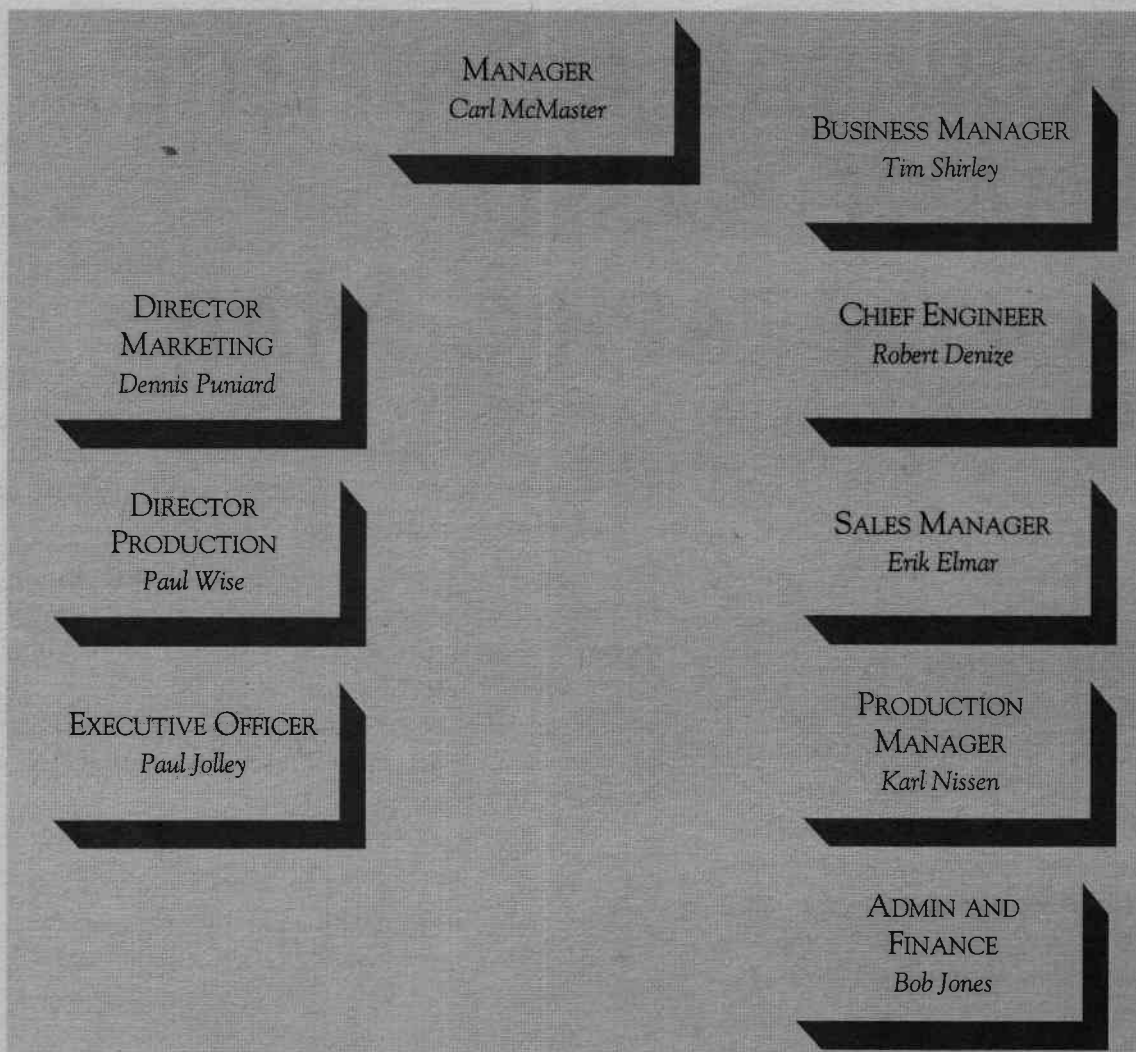 MANAGER
Carl McMaster
BUSINESS MANAGER
Tim Shirley
DIRECTOR
MARKETING
Dennis Puniard
CHIEF ENGINEER
Robert Denize
DIRECTOR
PRODUCTION
Paul Wise
SALES MANAGER
Erik Elmar
EXECUTIVE OFFICER
Paul Jolley
PRODUCTION
MANAGER
Karl Nissen
ADMIN AND
FINANCE
Bob Jones